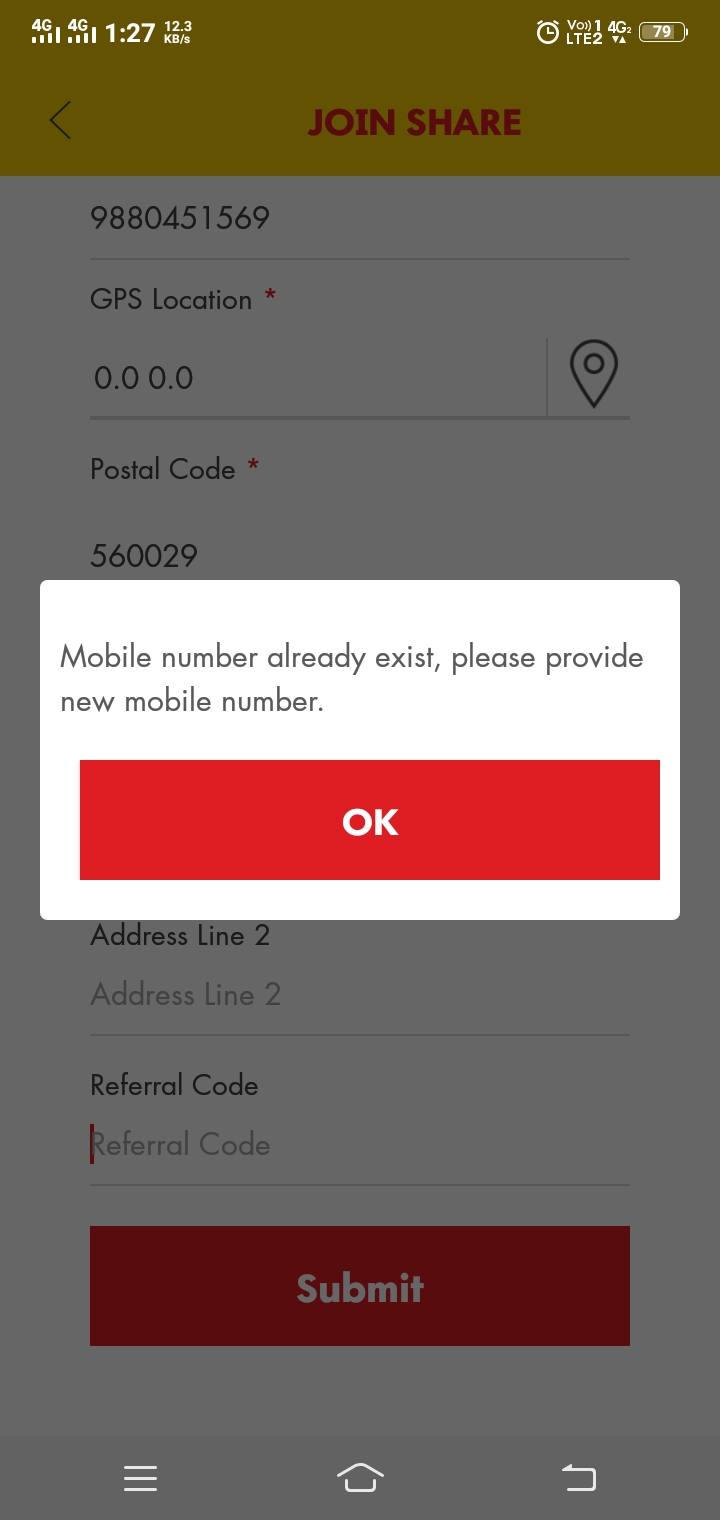 4G 4G 1:27 12.3 KB/s Vo)) 1 LTE2 4G2 79
JOIN SHARE
9880451569
GPS Location *
0.0 0.0
Postal Code *
560029
Mobile number already exist, please provide
new mobile number.
OK
Address Line 2
Address Line 2
Referral Code
Referral Code
Submit